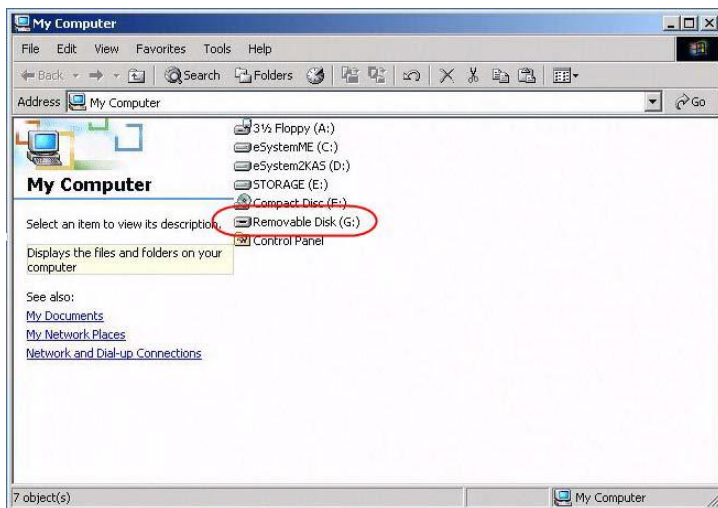 My Computer
File Edit View Favorites Tools Help
Back Search Folders
Address My Computer Go
3½ Floppy (A:)
eSystemME (C:)
eSystem2KAS (D:)
STORAGE (E:)
Compact Disc (F:)
Removable Disk (G:)
Control Panel
My Computer
Select an item to view its description.
Displays the files and folders on your
computer
See also:
My Documents
My Network Places
Network and Dial-up Connections
7 object(s) My Computer